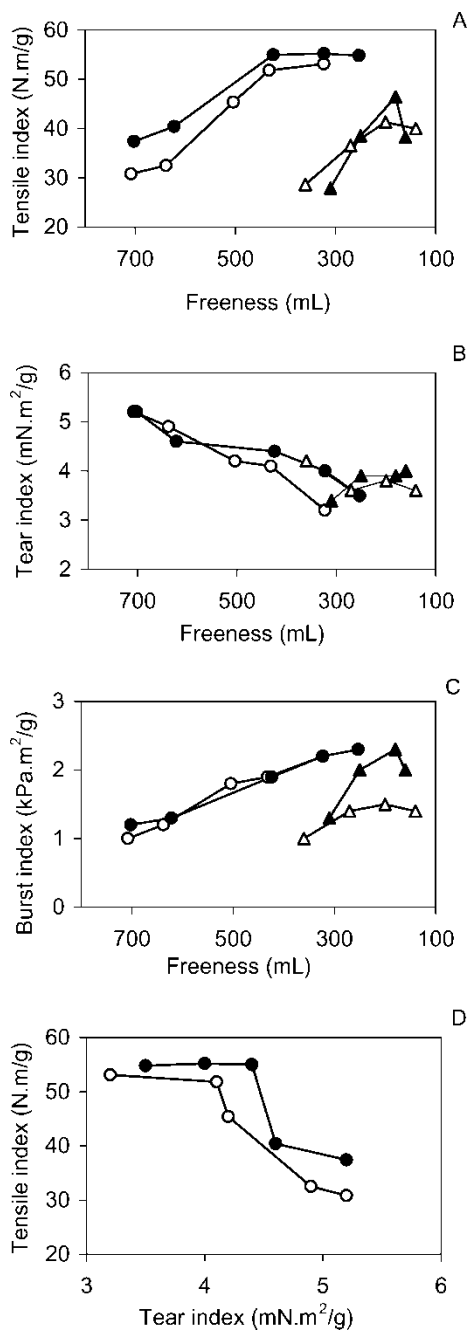 A
Tensile index (N.m/g)
60
50
40
30
20
700 500 300 100
Freeness (mL)
B
Tear index (mN.m²/g)
6
5
4
3
2
700 500 300 100
Freeness (mL)
C
Burst index (kPa.m²/g)
3
2
1
0
700 500 300 100
Freeness (mL)
D
Tensile index (N.m/g)
60
50
40
30
20
3 4 5 6
Tear index (mN.m²/g)